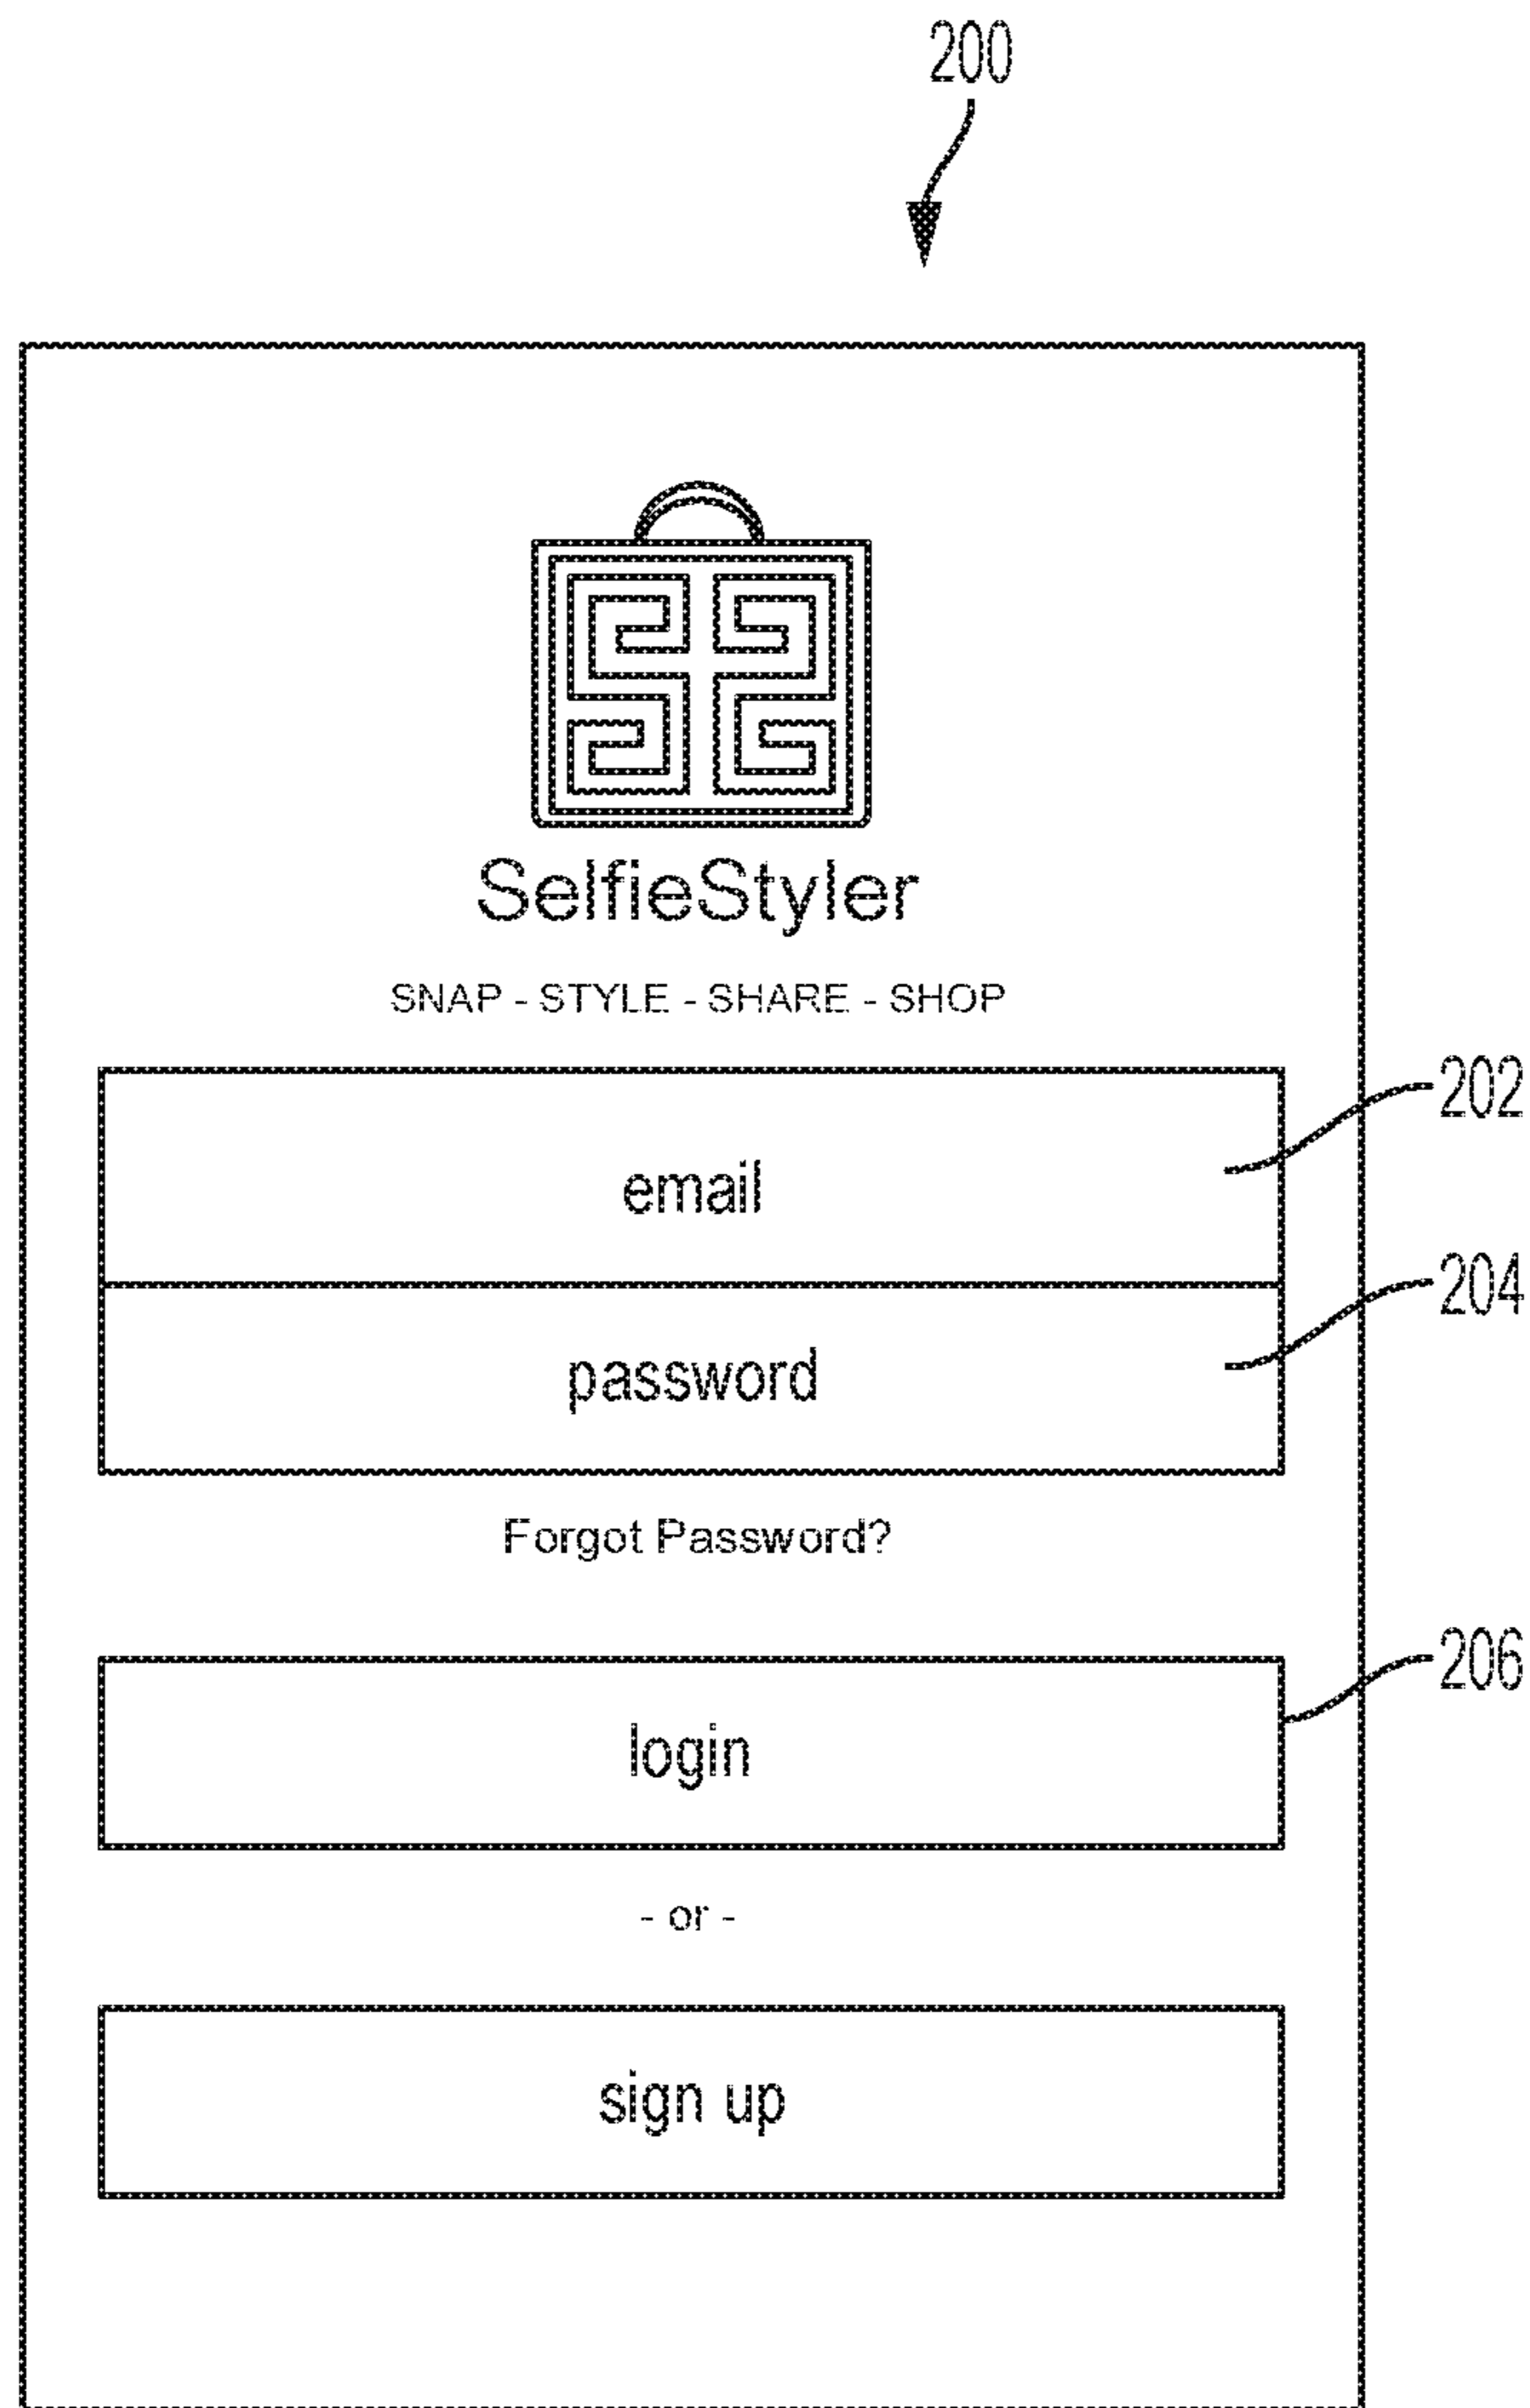 200
SelfieStyler
SNAP - STYLE - SHARE - SHOP
202
email
204
password
Forgot Password?
206
login
- or -
sign up